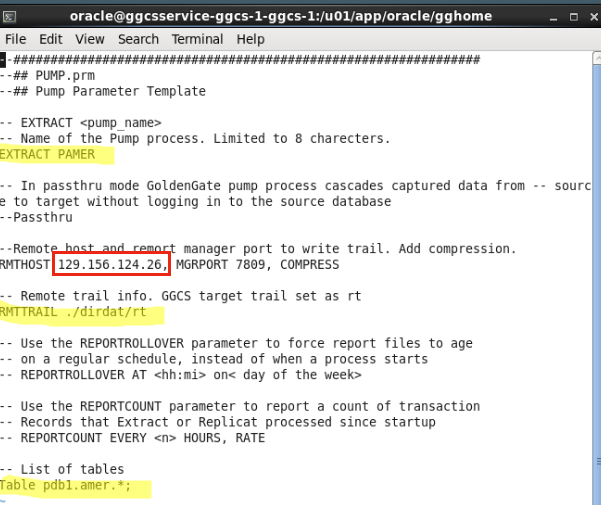 oracle@ggcsservice-ggcs-1-ggcs-1:/u01/app/oracle/gghome
File Edit View Search Terminal Help
--##############################################################
--## PUMP.prm
--## Pump Parameter Template
-- EXTRACT <pump_name>
-- Name of the Pump process. Limited to 8 charecters.
EXTRACT PAMER
-- In passthru mode GoldenGate pump process cascades captured data from -- sourc
e to target without logging in to the source database
--Passthru
--Remote host and remort manager port to write trail. Add compression.
RMTHOST 129.156.124.26, MGRPORT 7809, COMPRESS
-- Remote trail info. GGCS target trail set as rt
RMTTRAIL ./dirdat/rt
-- Use the REPORTROLLOVER parameter to force report files to age
-- on a regular schedule, instead of when a process starts
-- REPORTROLLOVER AT <hh:mi> on< day of the week>
-- Use the REPORTCOUNT parameter to report a count of transaction
-- Records that Extract or Replicat processed since startup
-- REPORTCOUNT EVERY <n> HOURS, RATE
-- List of tables
Table pdb1.amer.*;
~